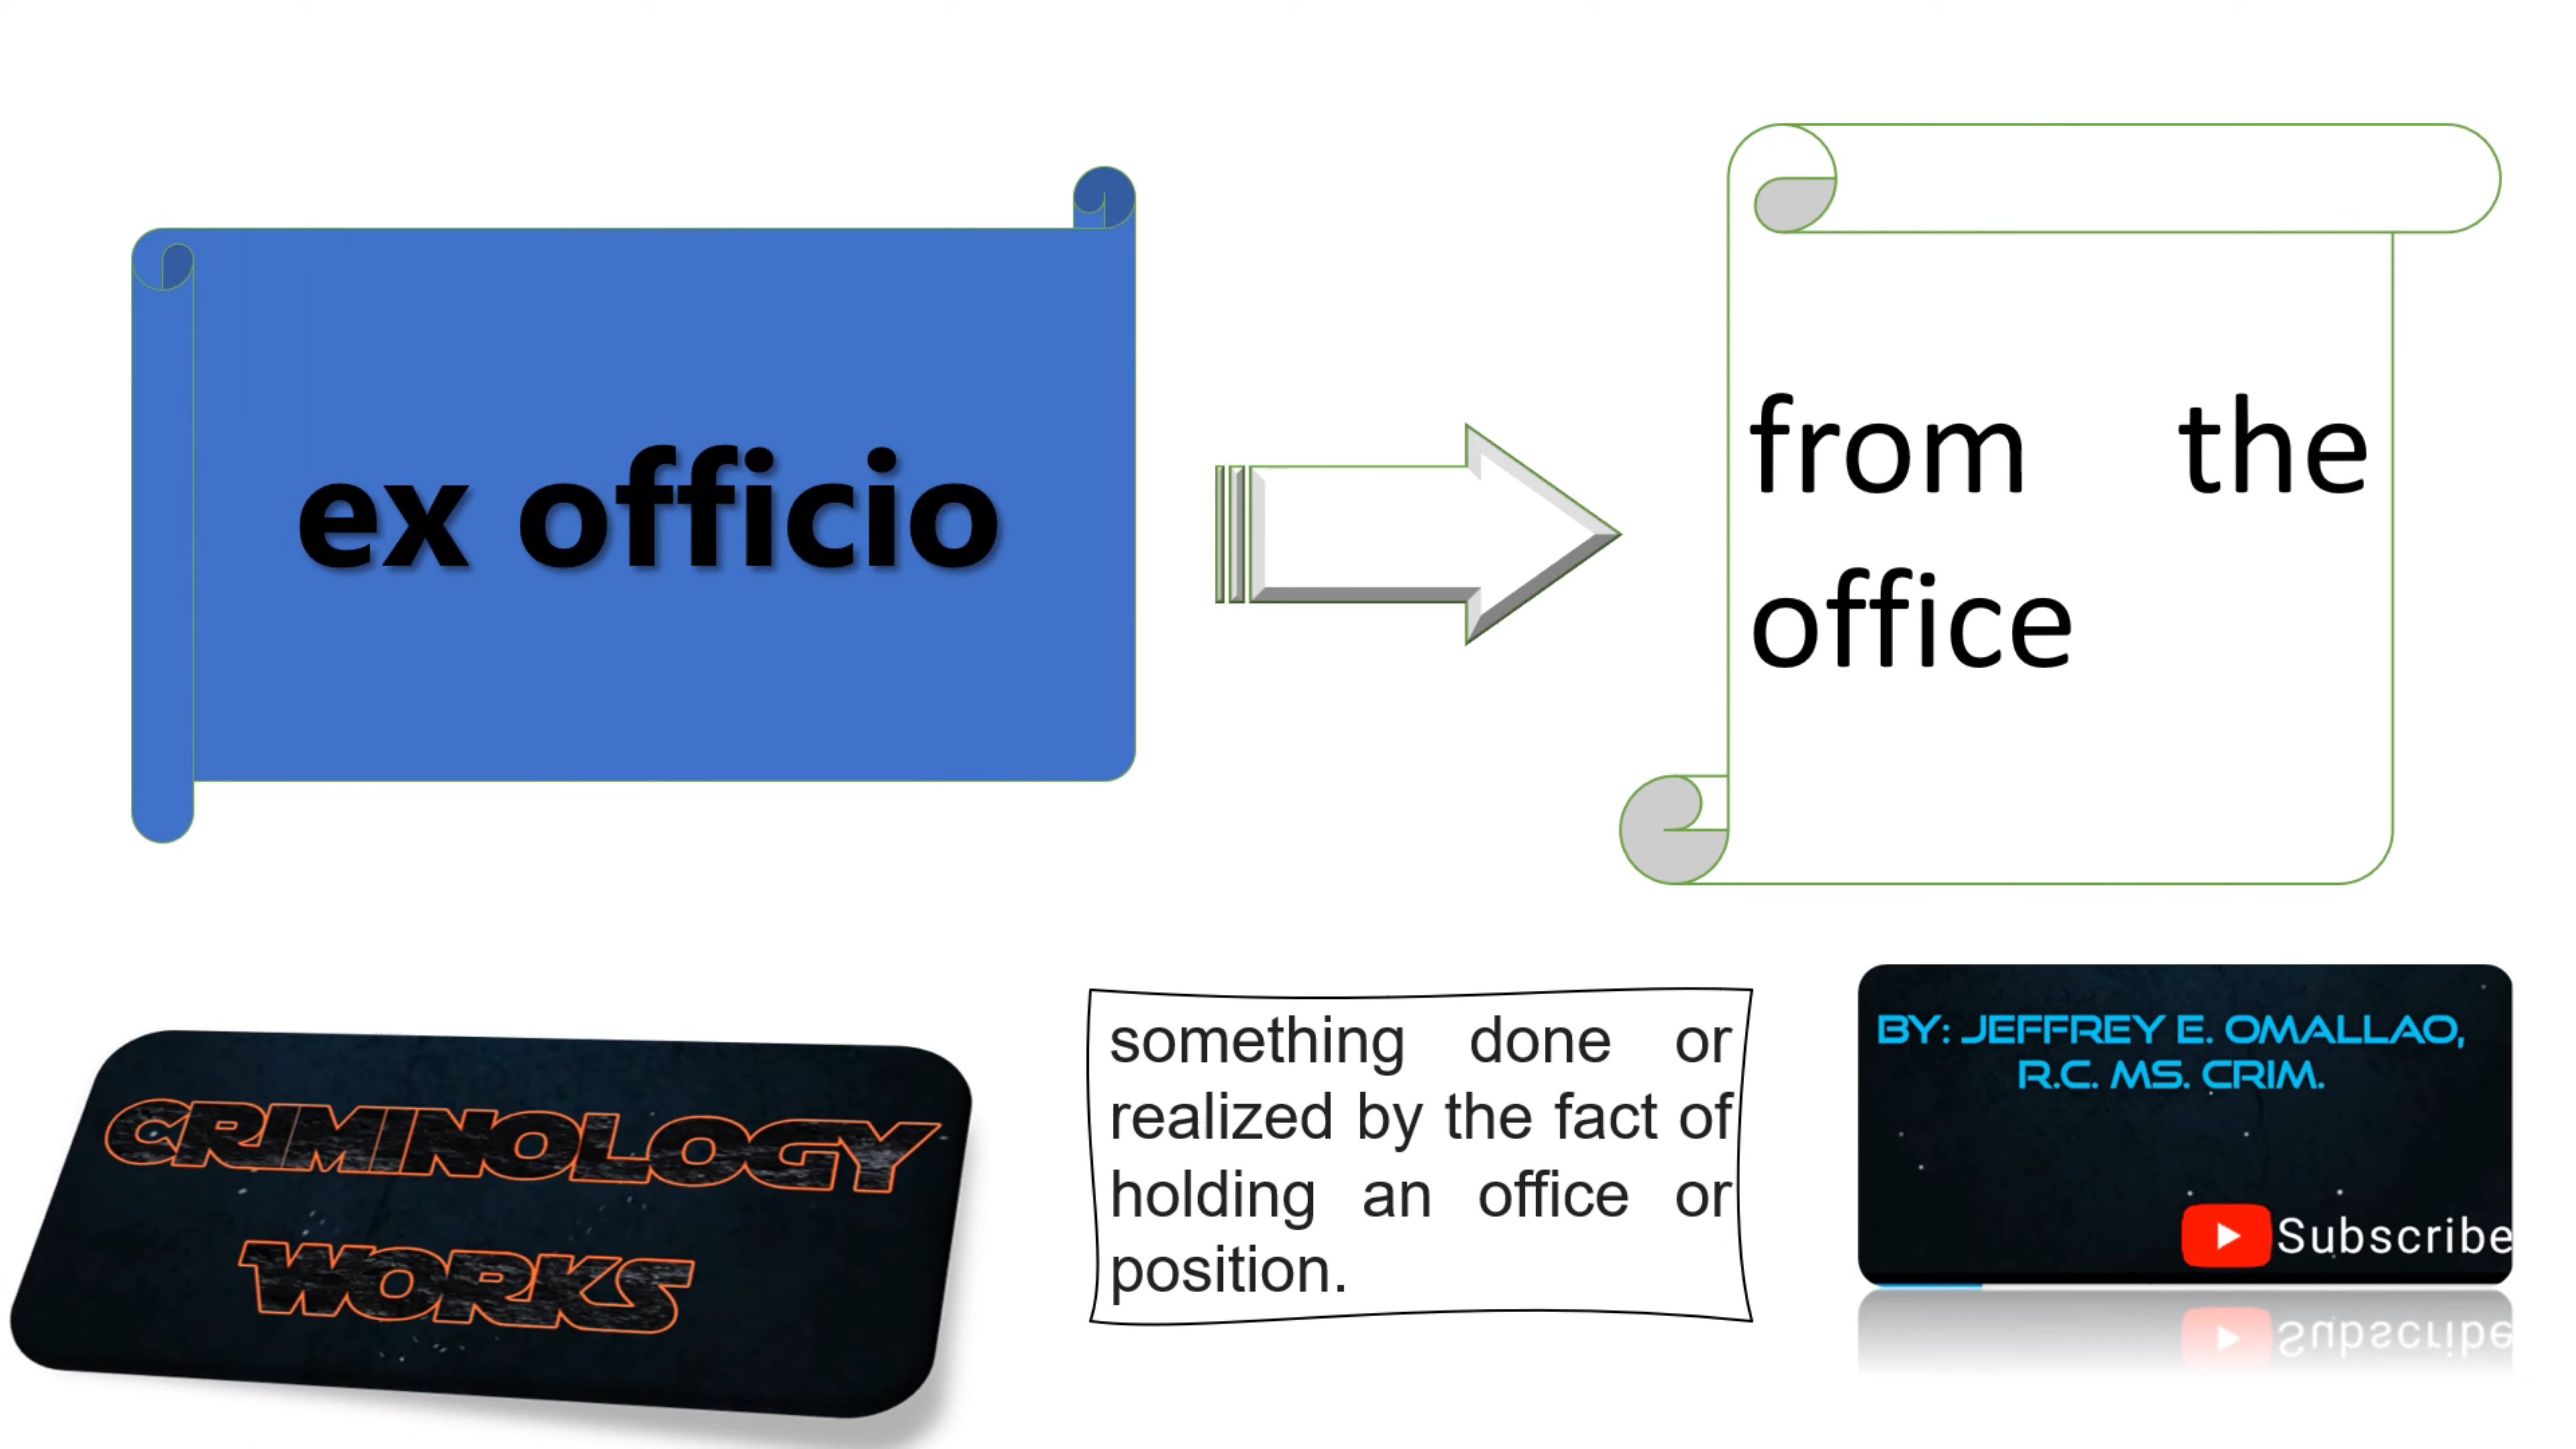 ex officio
from the
office
CRIMINOLOGY
WORKS
something done or
realized by the fact of
holding an office or
position.
BY: JEFFREY E. OMALLAO,
R.C. MS. CRIM.
Subscribe
Subscribe